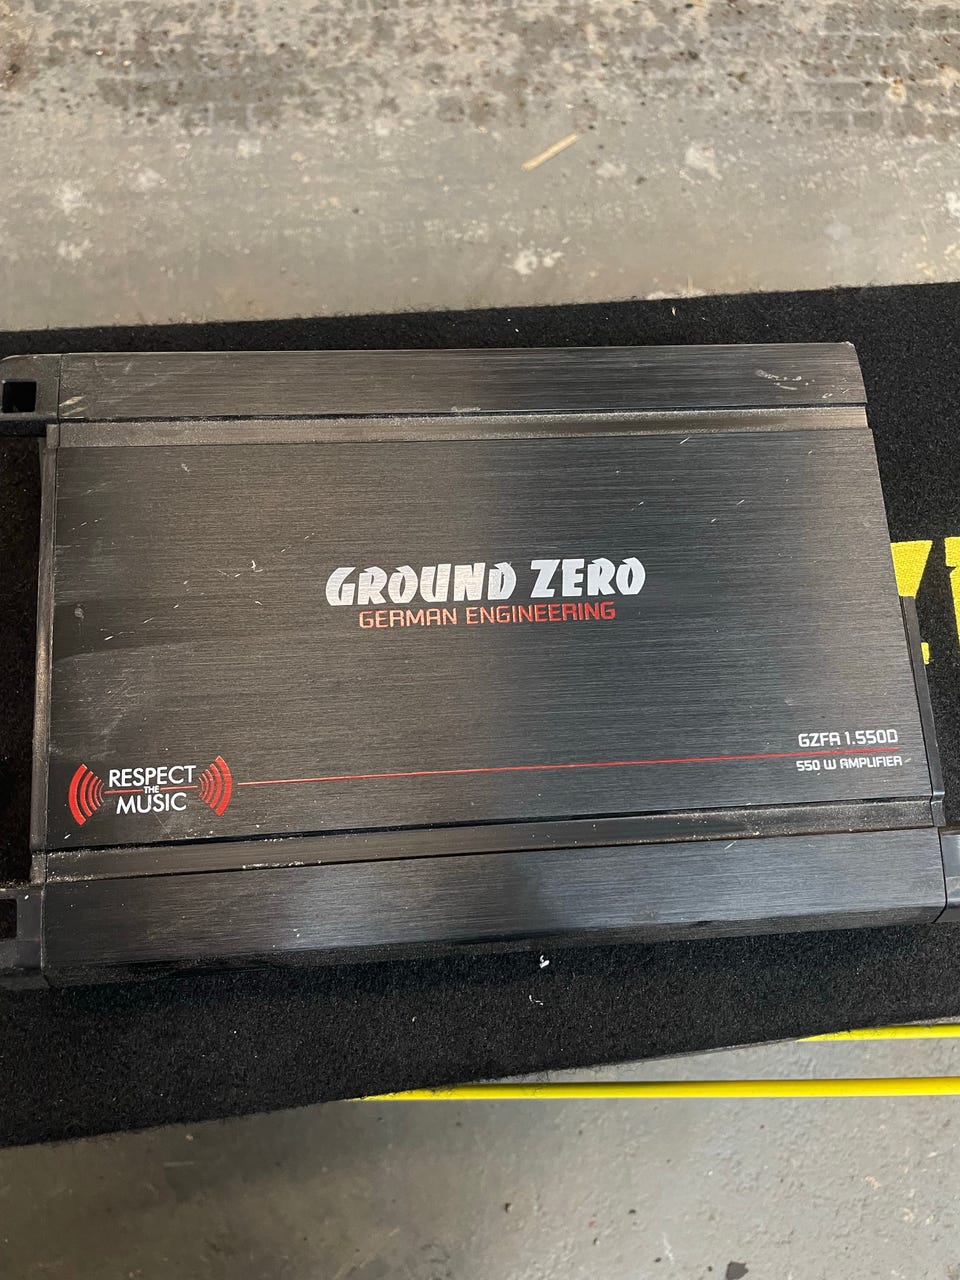 GROUND ZERO
GERMAN ENGINEERING
GZFA 1.550D
550 W AMPLIFIER
RESPECT
THE
MUSIC